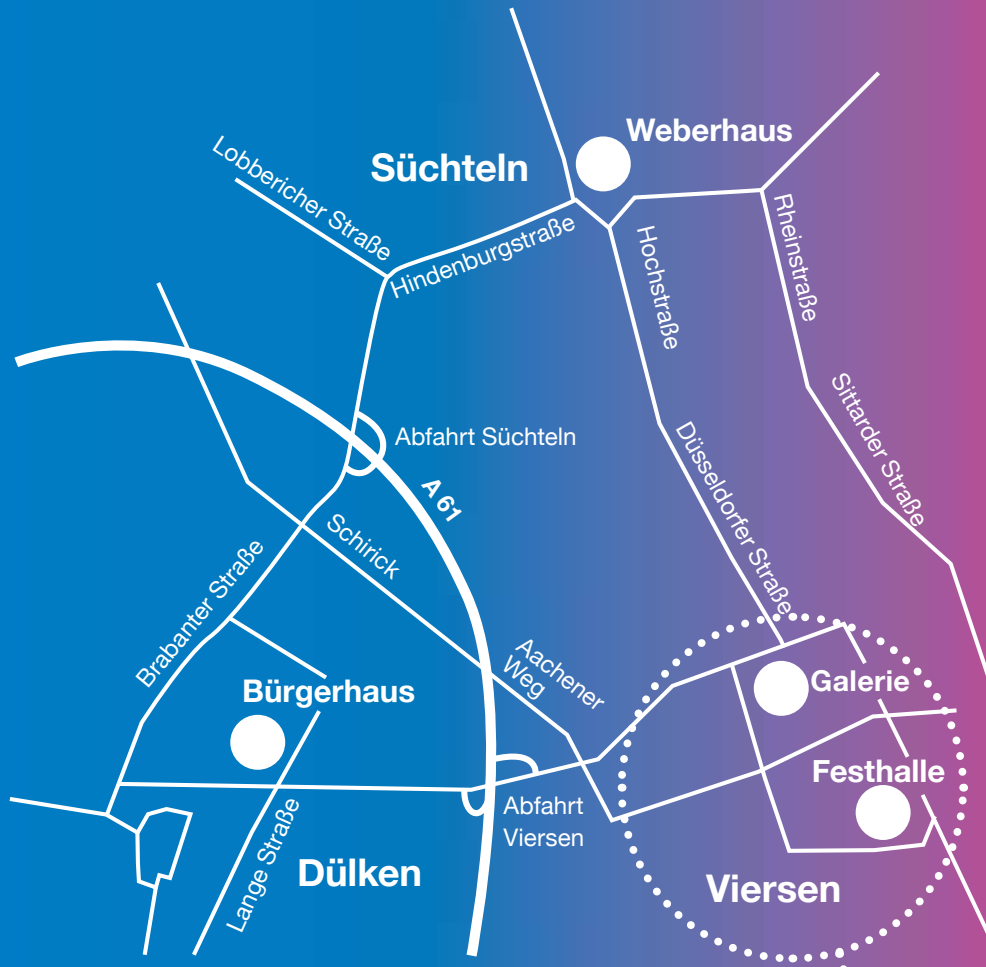 Weberhaus
Süchteln
Lobbericher Straße
Hindenburgstraße
Hochstraße
Rheinstraße
Sittarder Straße
Abfahrt Süchteln
Düsseldorfer Straße
A 61
Schirick
Brabanter Straße
Aachener
Weg
Bürgerhaus
Galerie
Festhalle
Abfahrt
Viersen
Lange Straße
Dülken
Viersen